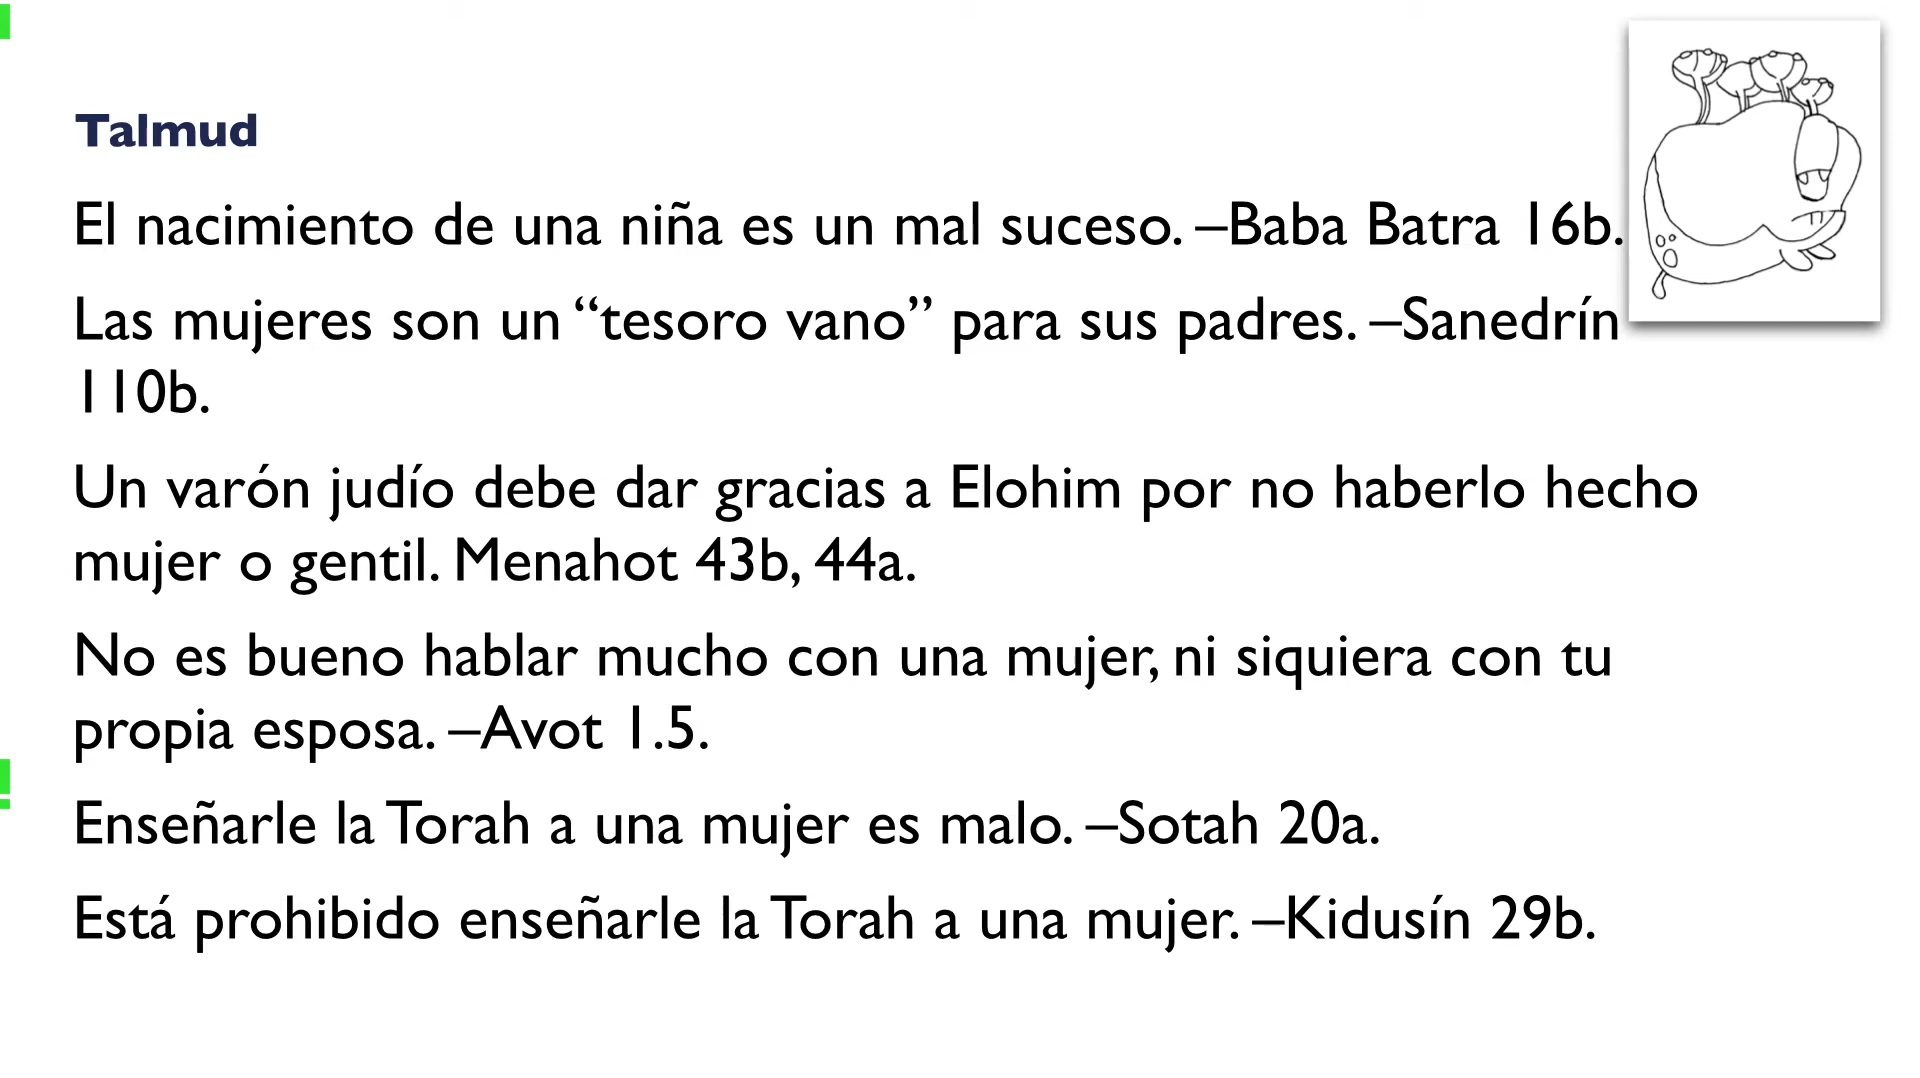 Talmud
El nacimiento de una niña es un mal suceso. –Baba Batra 16b.
Las mujeres son un “tesoro vano” para sus padres. –Sanedrín
110b.
Un varón judío debe dar gracias a Elohim por no haberlo hecho
mujer o gentil. Menahot 43b, 44a.
No es bueno hablar mucho con una mujer, ni siquiera con tu
propia esposa. –Avot 1.5.
Enseñarle la Torah a una mujer es malo. –Sotah 20a.
Está prohibido enseñarle la Torah a una mujer. –Kidusín 29b.